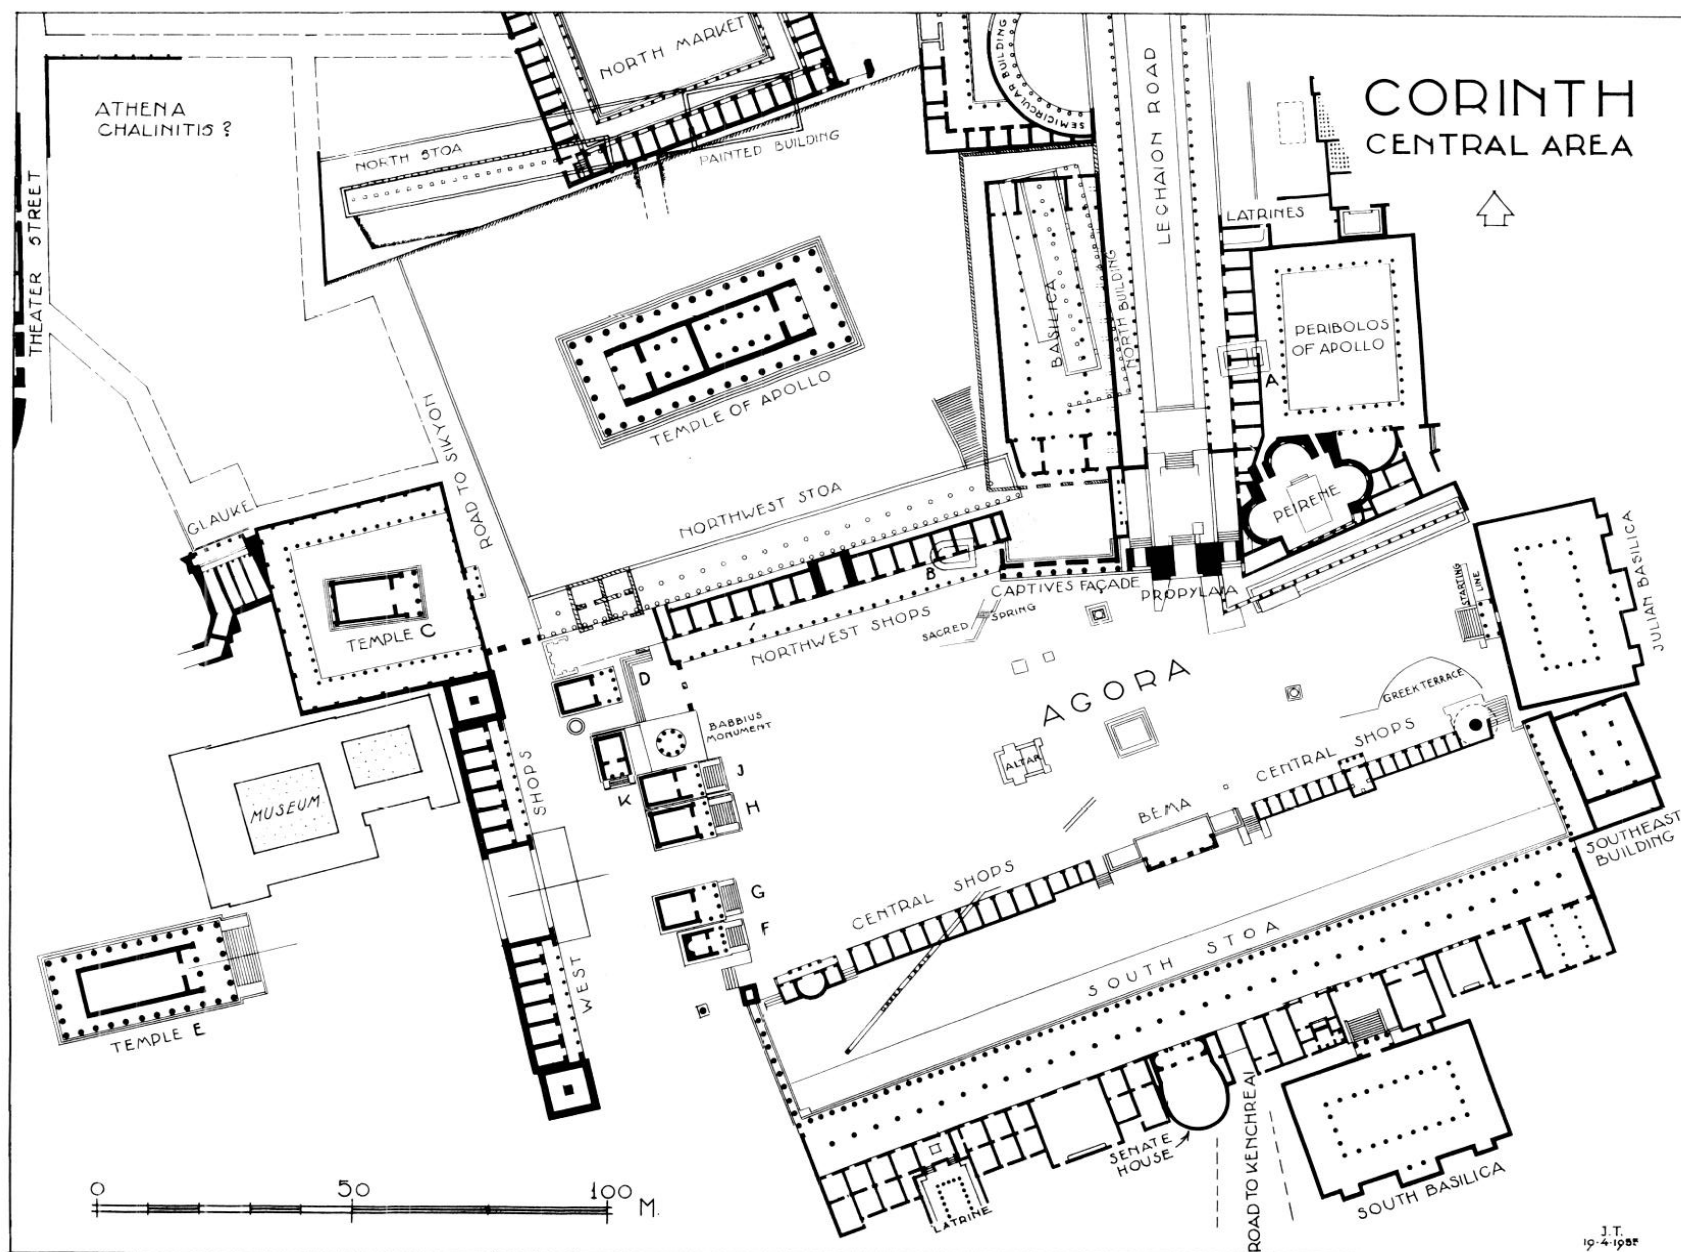 CORINTH
CENTRAL AREA
ATHENA
CHALINITIS ?
THEATER STREET
NORTH MARKET
NORTH STOA
PAINTED BUILDING
SEMICIRCULAR BUILDING
LECHAION ROAD
LATRINES
BASILICA
NORTH BUILDING
PERIBOLOS
OF APOLLO
A
TEMPLE OF APOLLO
ROAD TO SIKYON
GLAUKE
NORTHWEST STOA
PEIRENE
B
CAPTIVES FAÇADE
PROPYLAIA
TEMPLE C
NORTHWEST SHOPS
SACRED
SPRING
STARTING
LINE
JULIAN BASILICA
AGORA
D
BABBIUS
MONUMENT
GREEK TERRACE
J
K
H
ALTAR
CENTRAL SHOPS
BEMA
MUSEUM
SHOPS
WEST
G
F
CENTRAL SHOPS
SOUTH STOA
SOUTHEAST
BUILDING
TEMPLE E
SENATE
HOUSE
ROAD TO KENCHREAI
SOUTH BASILICA
LATRINE
0 50 100 M.
J.T.